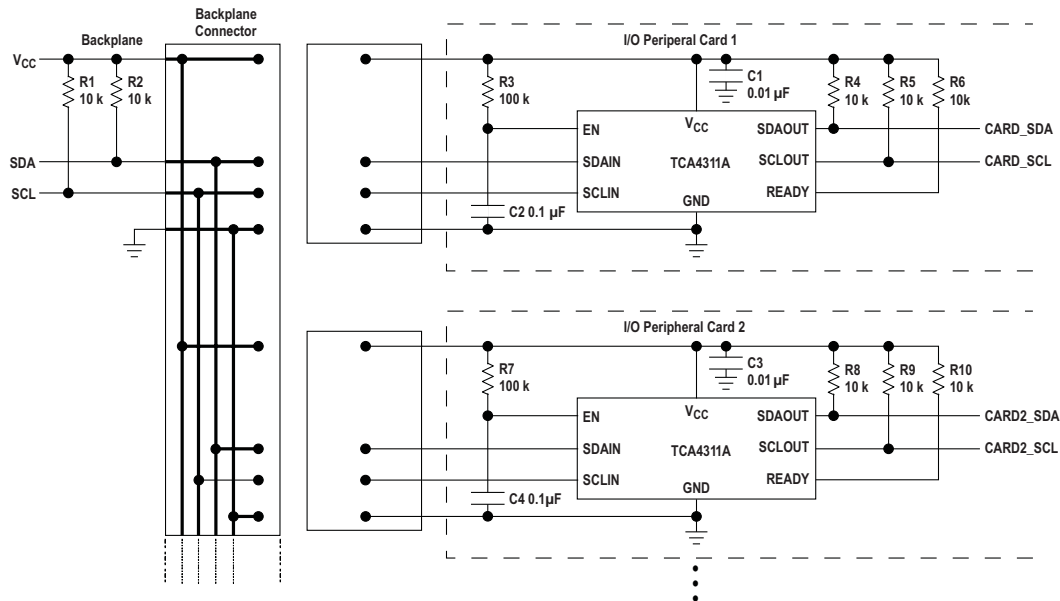 Backplane
Connector
Backplane
VCC
R1
10 k
R2
10 k
SDA
SCL
I/O Periperal Card 1
R3
100 k
C1
0.01 µF
R4
10 k
R5
10 k
R6
10k
EN
VCC
SDAOUT
CARD_SDA
SDAIN
TCA4311A
SCLOUT
CARD_SCL
SCLIN
READY
GND
C2 0.1 µF
I/O Peripheral Card 2
R7
100 k
C3
0.01 µF
R8
10 k
R9
10 k
R10
10 k
EN
VCC
SDAOUT
CARD2_SDA
SDAIN
TCA4311A
SCLOUT
CARD2_SCL
SCLIN
READY
GND
C4 0.1µF